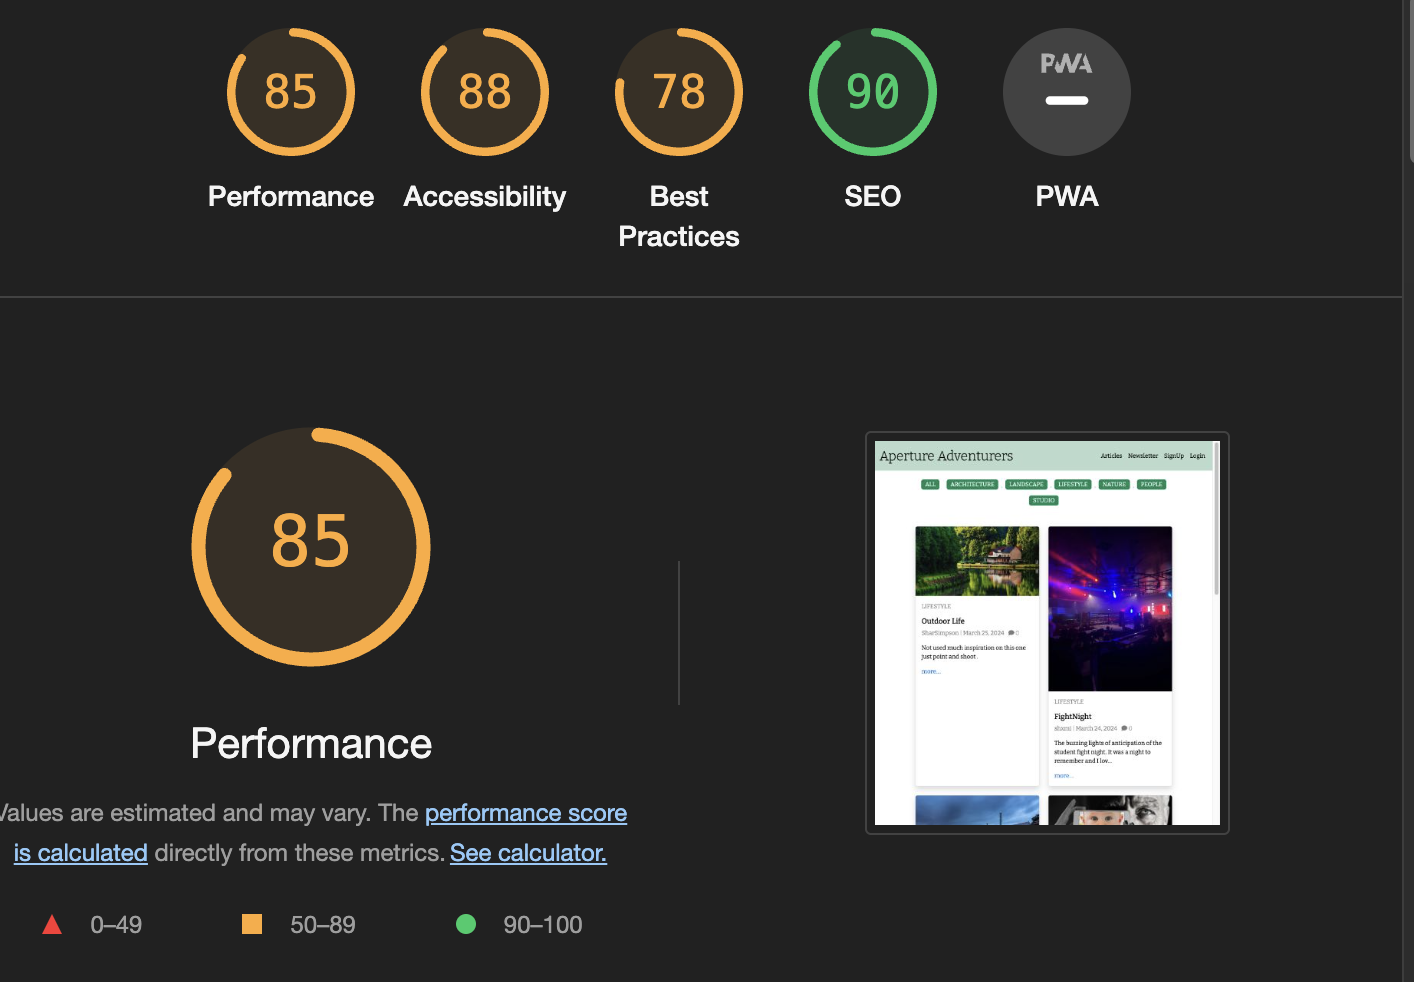 85
88
78
90
PWA
Performance
Accessibility
Best
Practices
SEO
PWA
85
Performance
Values are estimated and may vary. The performance score
is calculated directly from these metrics. See calculator.
0–49
50–89
90–100
Aperture Adventurers
Articles Newsletter SignUp Login
ALL ARCHITECTURE LANDSCAPE LIFESTYLE NATURE PEOPLE
STUDIO
LIFESTYLE
Outdoor Life
SharSimpson | March 25, 2024 0
Not used much inspiration on this one
just point and shoot
more...
LIFESTYLE
FightNight
shazni | March 24, 2024 0
The buzzing lights of anticipation of the
student fight night. It was a night to
remember and I lov...
more...